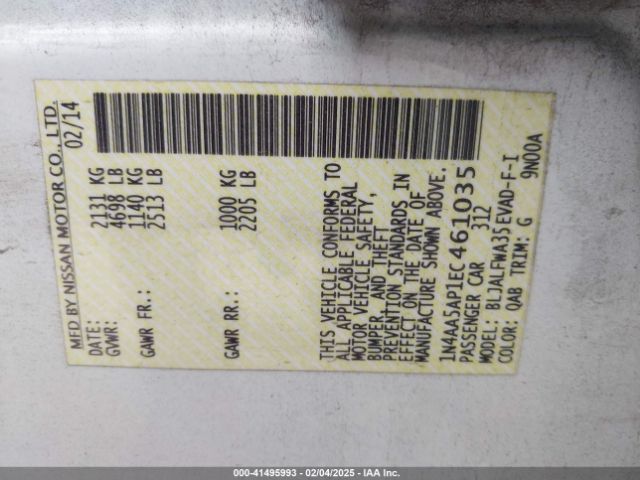 MFD BY NISSAN MOTOR CO., LTD.
DATE: 02/14
GVWR: 2131 KG
4698 LB
GAWR FR.: 1140 KG
2513 LB
GAWR RR.: 1000 KG
2205 LB
THIS VEHICLE CONFORMS TO
ALL APPLICABLE FEDERAL
MOTOR VEHICLE SAFETY,
BUMPER, AND THEFT
PREVENTION STANDARDS IN
EFFECT ON THE DATE OF
MANUFACTURE SHOWN ABOVE.
1N4AA5AP1EC461035
PASSENGER CAR 312
MODEL: BLJALFWA35EVAD-F-I
COLOR: QAB TRIM: G 9N00A
00:04-41495993 - 02/04/2025 - IAA Inc.